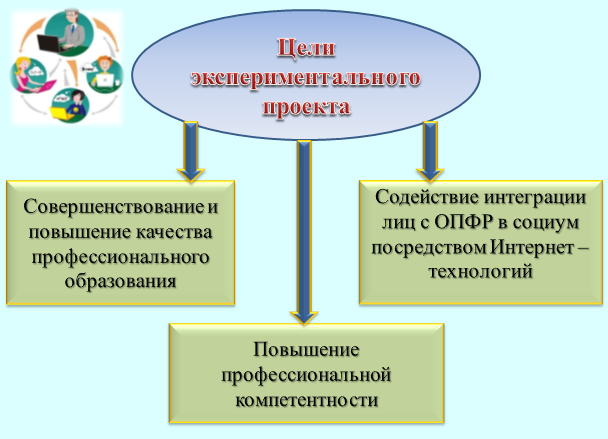 Цели
экспериментального
проекта
Совершенствование и
повышение качества
профессионального
образования
Содействие интеграции
лиц с ОПФР в социум
посредством Интернет –
технологий
Повышение
профессиональной
компетентности